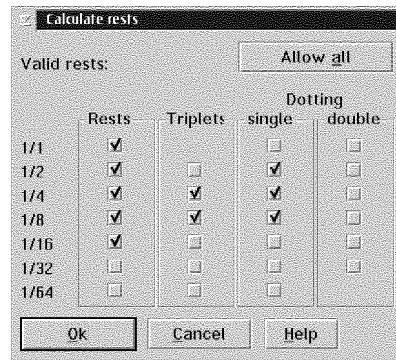 Calculate rests
Valid rests:
Allow all
Dotting
Rests Triplets single double
1/1
1/2
1/4
1/8
1/16
1/32
1/64
Ok Cancel Help